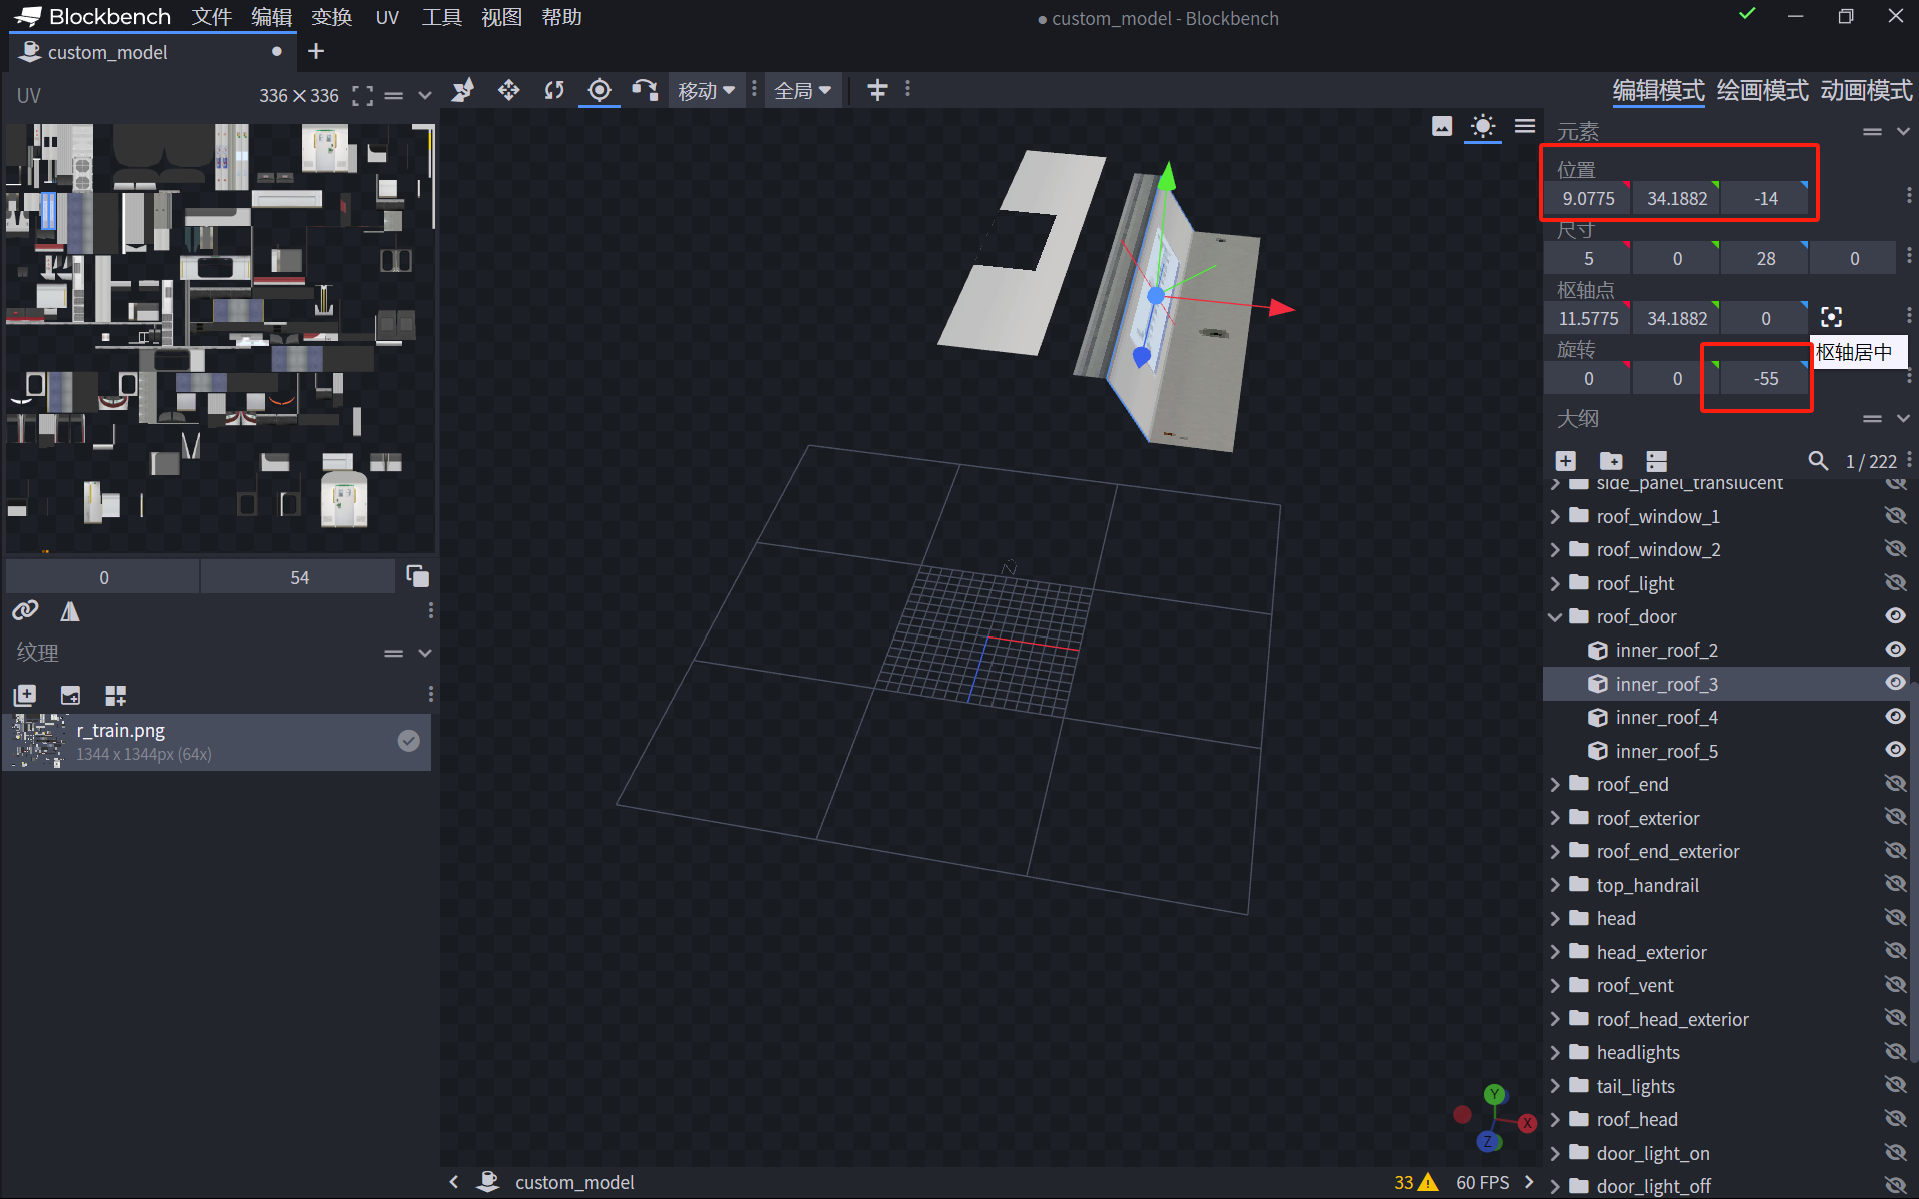 Blockbench 文件 编辑 变换 UV 工具 视图 帮助
● custom_model - Blockbench
custom_model
UV
336×336
移动
全局
编辑模式 绘画模式 动画模式
元素
位置
9.0775 34.1882 -14
尺寸
5 0 28 0
枢轴点
11.5775 34.1882 0
旋转
枢轴居中
0 0 -55
大纲
1 / 222
side_panel_translucent
roof_window_1
roof_window_2
roof_light
roof_door
inner_roof_2
inner_roof_3
inner_roof_4
inner_roof_5
roof_end
roof_exterior
roof_end_exterior
top_handrail
head
head_exterior
roof_vent
roof_head_exterior
headlights
tail_lights
roof_head
door_light_on
door_light_off
0 54
纹理
r_train.png
1344 x 1344px (64x)
N
Y
X
Z
custom_model
33
60 FPS